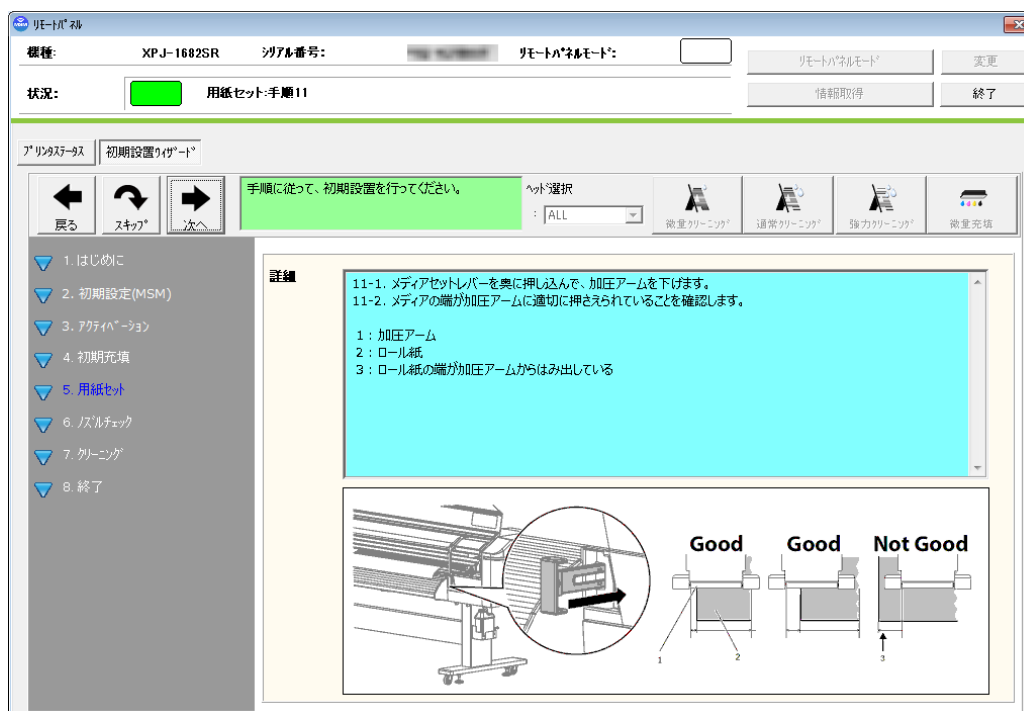 リモートパネル
機種: XPJ-1682SR シリアル番号: リモートパネルモード:
リモートパネルモード 変更
状況: 用紙セット:手順11
情報取得 終了
プリンタステータス 初期設置ウィザード
戻る スキップ 次へ
手順に従って、初期設置を行ってください。
ヘッド選択
: ALL
微量クリーニング 通常クリーニング 強力クリーニング 微量充填
1. はじめに
2. 初期設定(MSM)
3. アクティベーション
4. 初期充填
5. 用紙セット
6. ノズルチェック
7. クリーニング
8. 終了
詳細
11-1. メディアセットレバーを奥に押し込んで、加圧アームを下げます。
11-2. メディアの端が加圧アームに適切に押さえられていることを確認します。
1：加圧アーム
2：ロール紙
3：ロール紙の端が加圧アームからはみ出している
Good Good Not Good
1 2 3